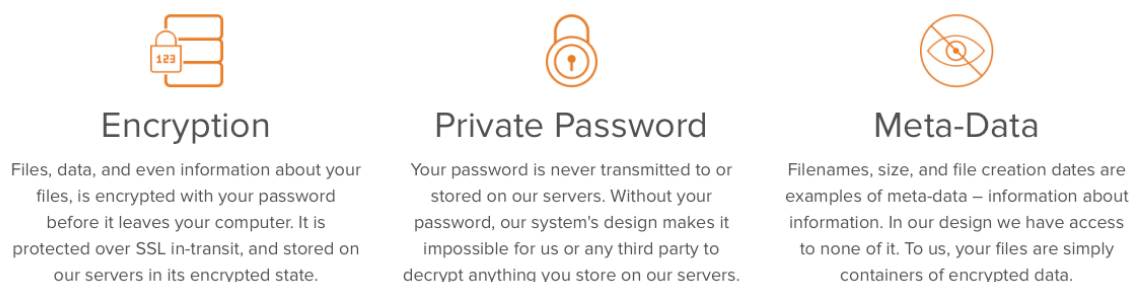 123
Encryption
Files, data, and even information about your
files, is encrypted with your password
before it leaves your computer. It is
protected over SSL in-transit, and stored on
our servers in its encrypted state.
Private Password
Your password is never transmitted to or
stored on our servers. Without your
password, our system's design makes it
impossible for us or any third party to
decrypt anything you store on our servers.
Meta-Data
Filenames, size, and file creation dates are
examples of meta-data – information about
information. In our design we have access
to none of it. To us, your files are simply
containers of encrypted data.